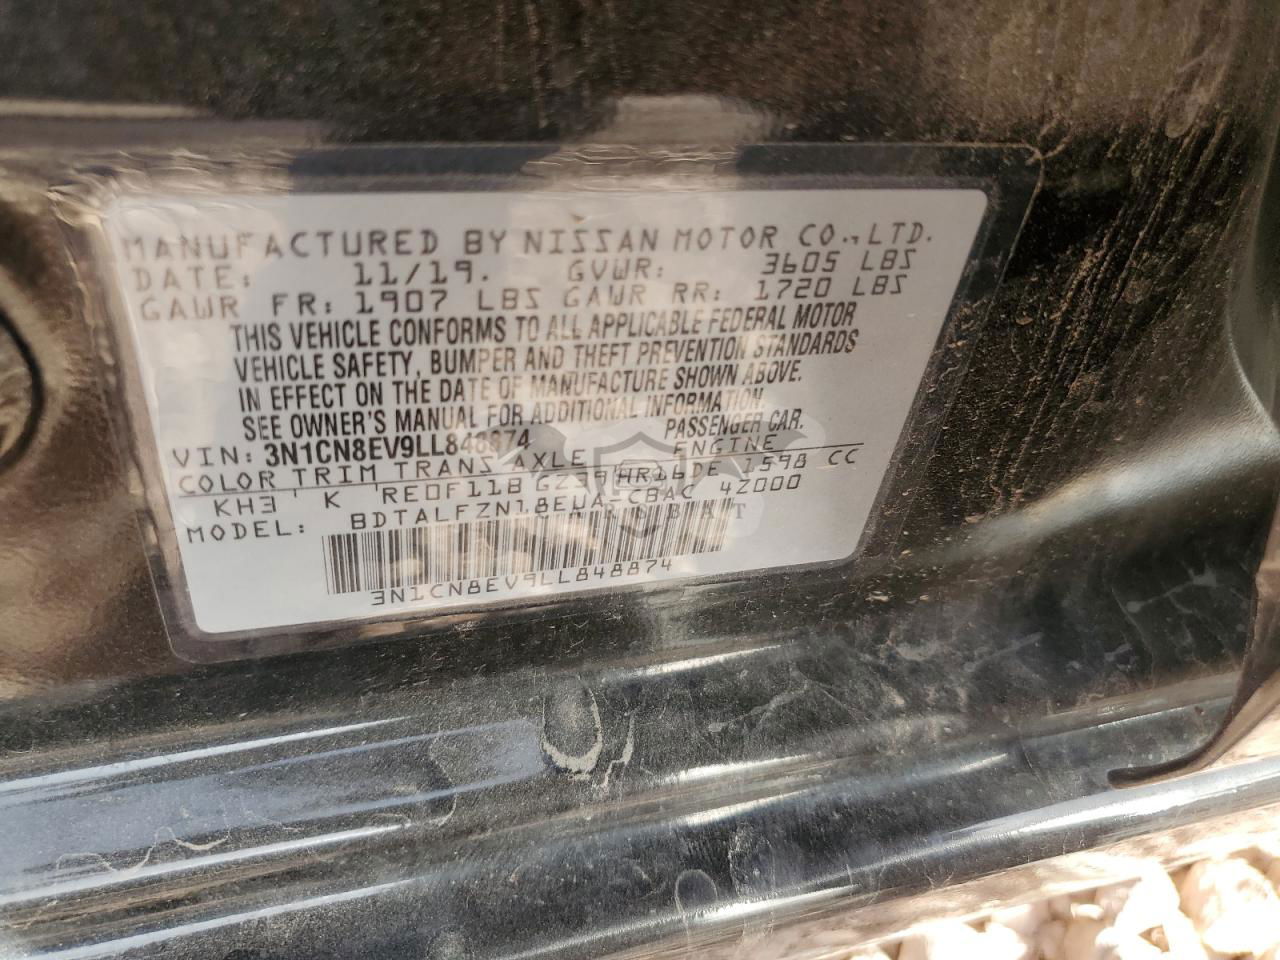 MANUFACTURED BY NISSAN MOTOR CO., LTD.
DATE: 11/19. GVWR: 3605 LBS
GAWR FR: 1907 LBS GAWR RR: 1720 LBS
THIS VEHICLE CONFORMS TO ALL APPLICABLE FEDERAL MOTOR
VEHICLE SAFETY, BUMPER AND THEFT PREVENTION STANDARDS
IN EFFECT ON THE DATE OF MANUFACTURE SHOWN ABOVE.
SEE OWNER'S MANUAL FOR ADDITIONAL INFORMATION
PASSENGER CAR.
VIN: 3N1CN8EV9LL848874
COLOR TRIM TRANS AXLE ENGINE
KH3 K RE0F11B HR16DE 1598 CC
MODEL: 4Z000
3N1CN8EV9LL848874